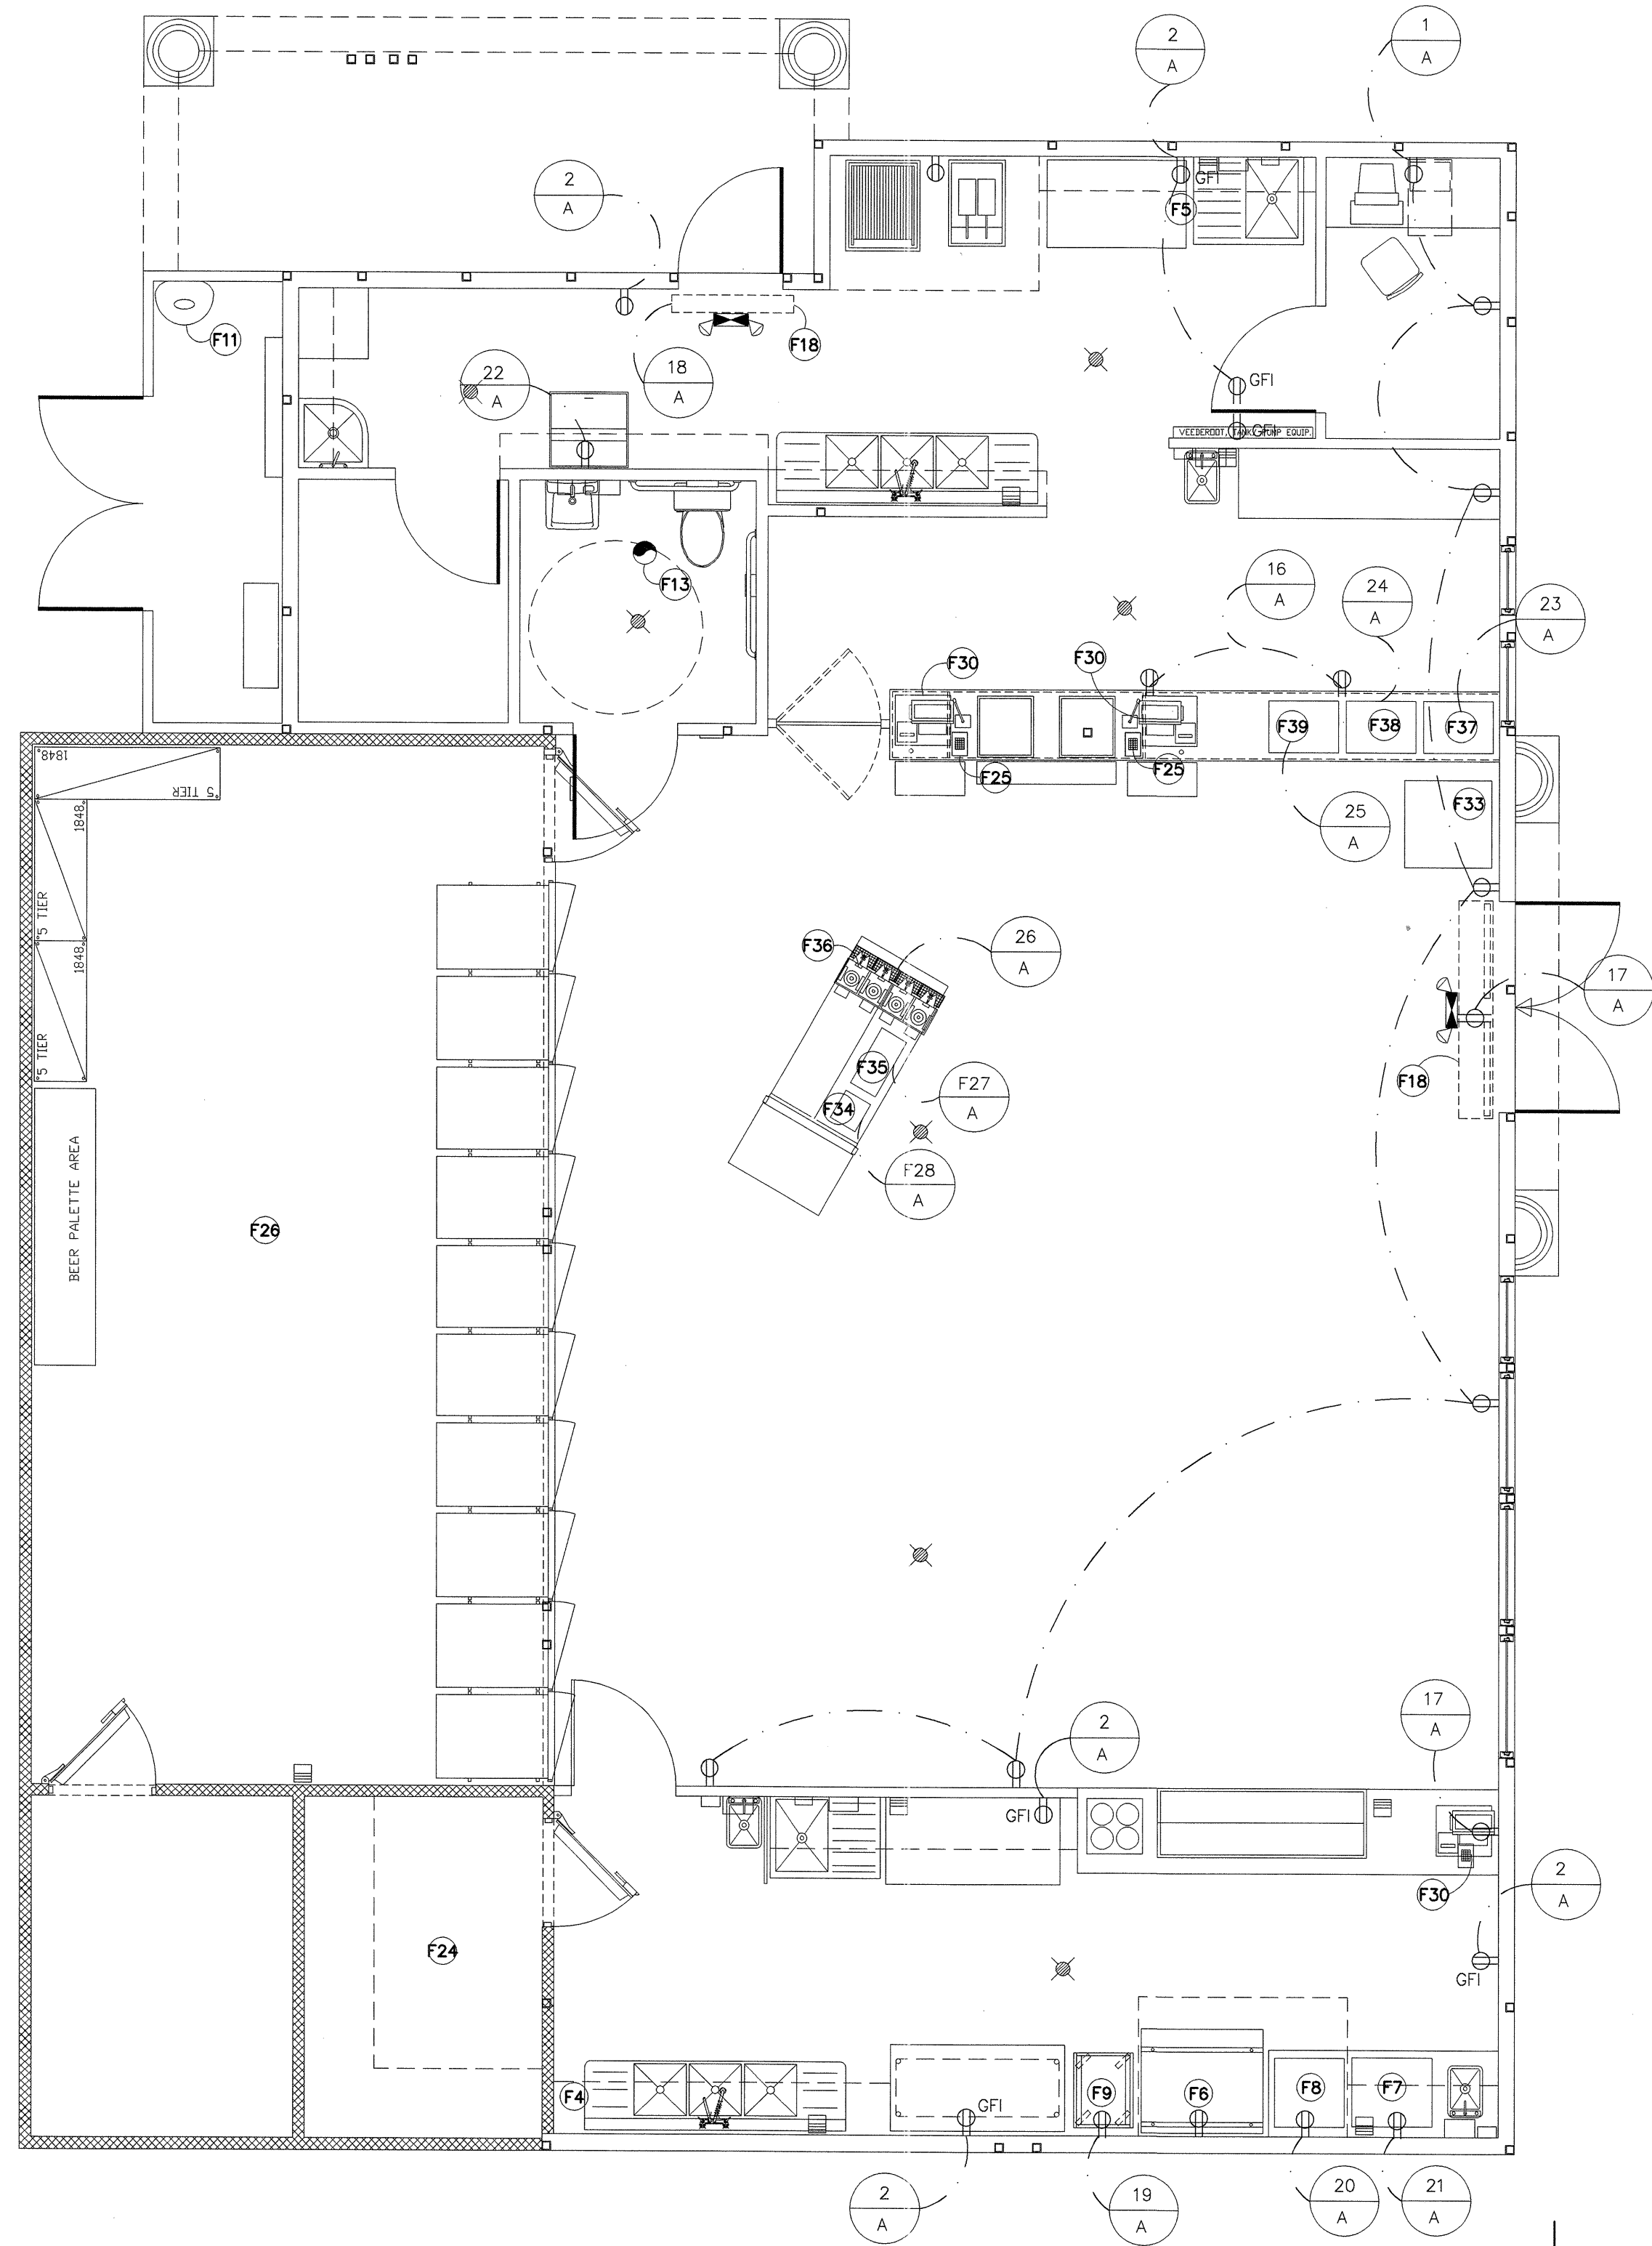 1
A
2
A
2
A
GFI
F5
F11
F18
18
A
22
A
GFI
GFI
VEEDEROOT, TANK, PUMP EQUIP.
F13
16
A
24
A
23
A
F30
F30
F39
F38
F37
F25
F25
F33
25
A
1848
5 TIER
1848
5 TIER
1848
5 TIER
F36
26
A
17
A
F35
F27
A
F18
F34
F28
A
BEER PALETTE AREA
F26
17
A
2
A
GFI
2
A
F30
F24
GFI
F4
GFI
F9
F6
F8
F7
2
A
19
A
20
A
21
A